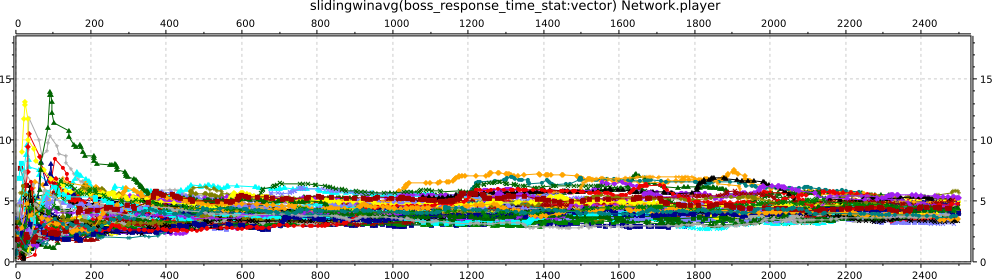 slidingwinavg(boss_response_time_stat:vector) Network.player
0 200 400 600 800 1000 1200 1400 1600 1800 2000 2200 2400
15 15
10 10
5 5
0 0
0 200 400 600 800 1000 1200 1400 1600 1800 2000 2200 2400